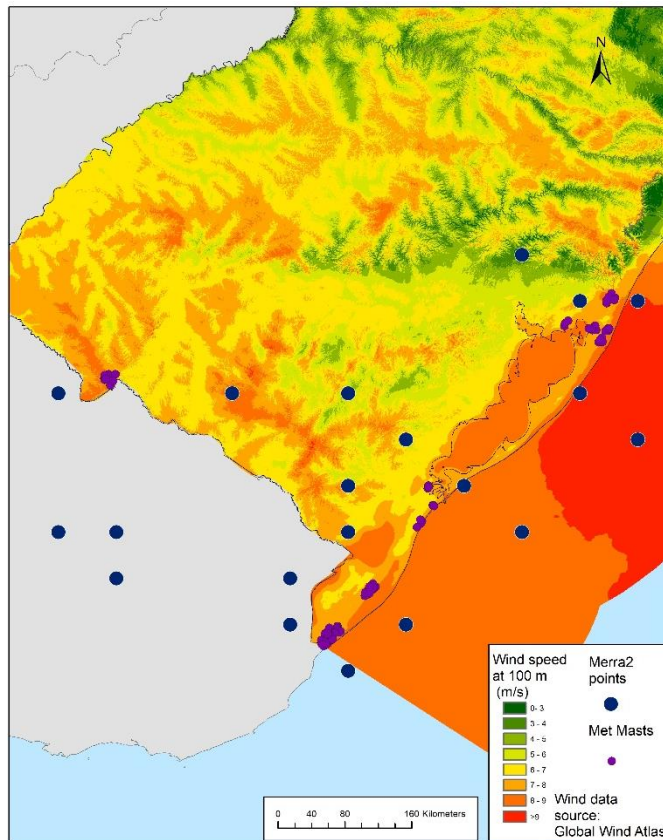 N
Wind speed
at 100 m
(m/s)
0- 3
3 - 4
4 - 5
5 - 6
6 - 7
7 - 8
8 - 9
>9
Merra2
points
Met Masts
Wind data
source:
Global Wind Atlas
0 40 80 160 Kilometers